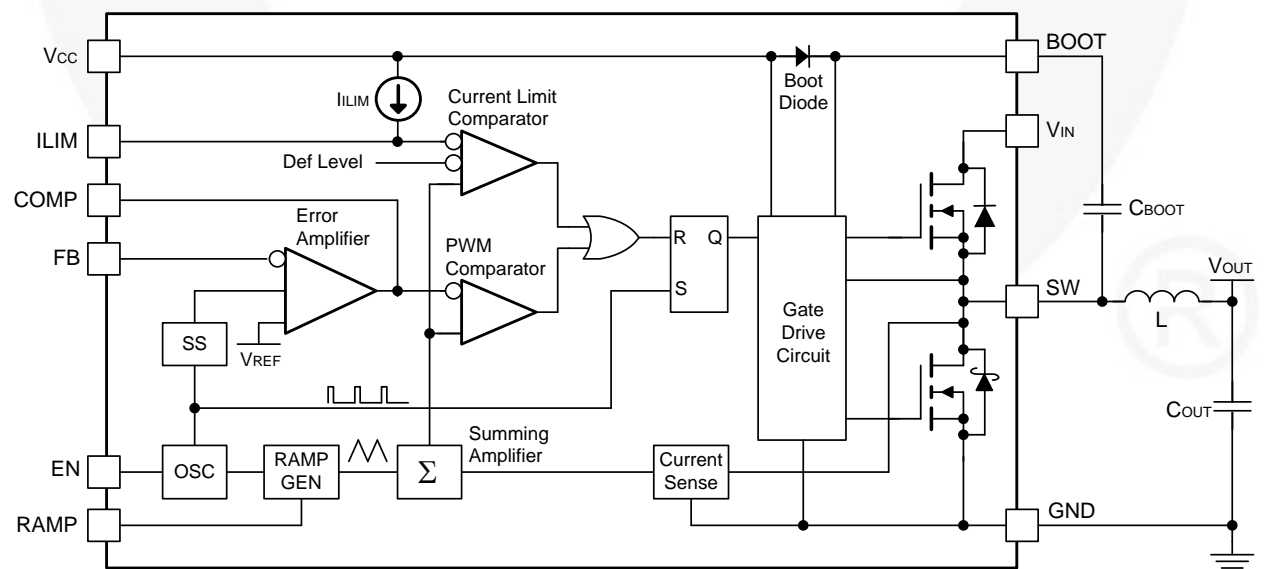 VCC
BOOT
Boot
Diode
IILIM
Current Limit
Comparator
VIN
ILIM
Def Level
COMP
CBOOT
Error
Amplifier
PWM
Comparator
R
Q
FB
S
VOUT
SW
Gate
Drive
Circuit
L
SS
VREF
COUT
Summing
Amplifier
EN
OSC
RAMP
GEN
Σ
Current
Sense
RAMP
GND
®